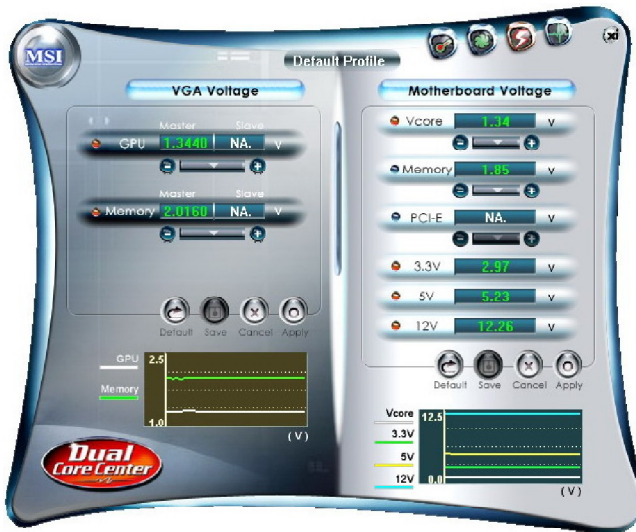 MSI
Default Profile
xi
VGA Voltage
Master Slave
GPU 1.3440 NA. V
Master Slave
Memory 2.0160 NA. V
Default Save Cancel Apply
GPU
Memory
2.5
1.0
(V)
Dual
Core Center
Motherboard Voltage
Vcore 1.34 v
Memory 1.85 v
PCI-E NA. v
3.3V 2.97 v
5V 5.23 v
12V 12.26 v
Default Save Cancel Apply
Vcore
3.3V
5V
12V
12.5
0.0
(V)